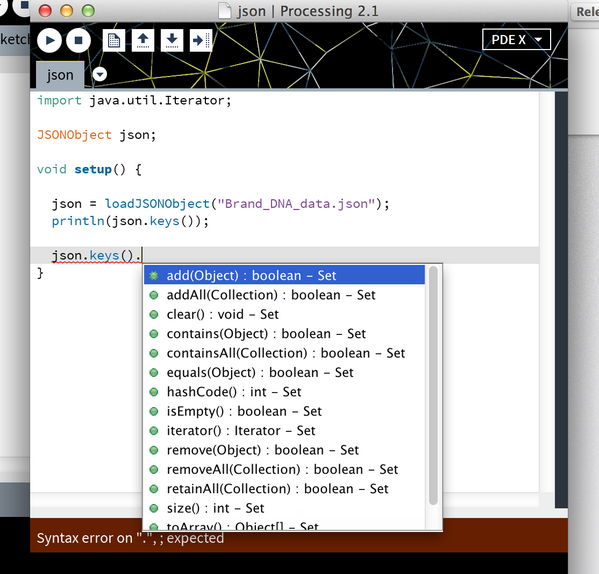 json | Processing 2.1
Rele
PDE X
ketch
json
import java.util.Iterator;
JSONObject json;
void setup() {
json = loadJSONObject("Brand_DNA_data.json");
println(json.keys());
json.keys().
}
add(Object) : boolean - Set
addAll(Collection) : boolean - Set
clear() : void - Set
contains(Object) : boolean - Set
containsAll(Collection) : boolean - Set
equals(Object) : boolean - Set
hashCode() : int - Set
isEmpty() : boolean - Set
iterator() : Iterator - Set
remove(Object) : boolean - Set
removeAll(Collection) : boolean - Set
retainAll(Collection) : boolean - Set
size() : int - Set
toArray() : Object[] - Set
Syntax error on ".", ; expected